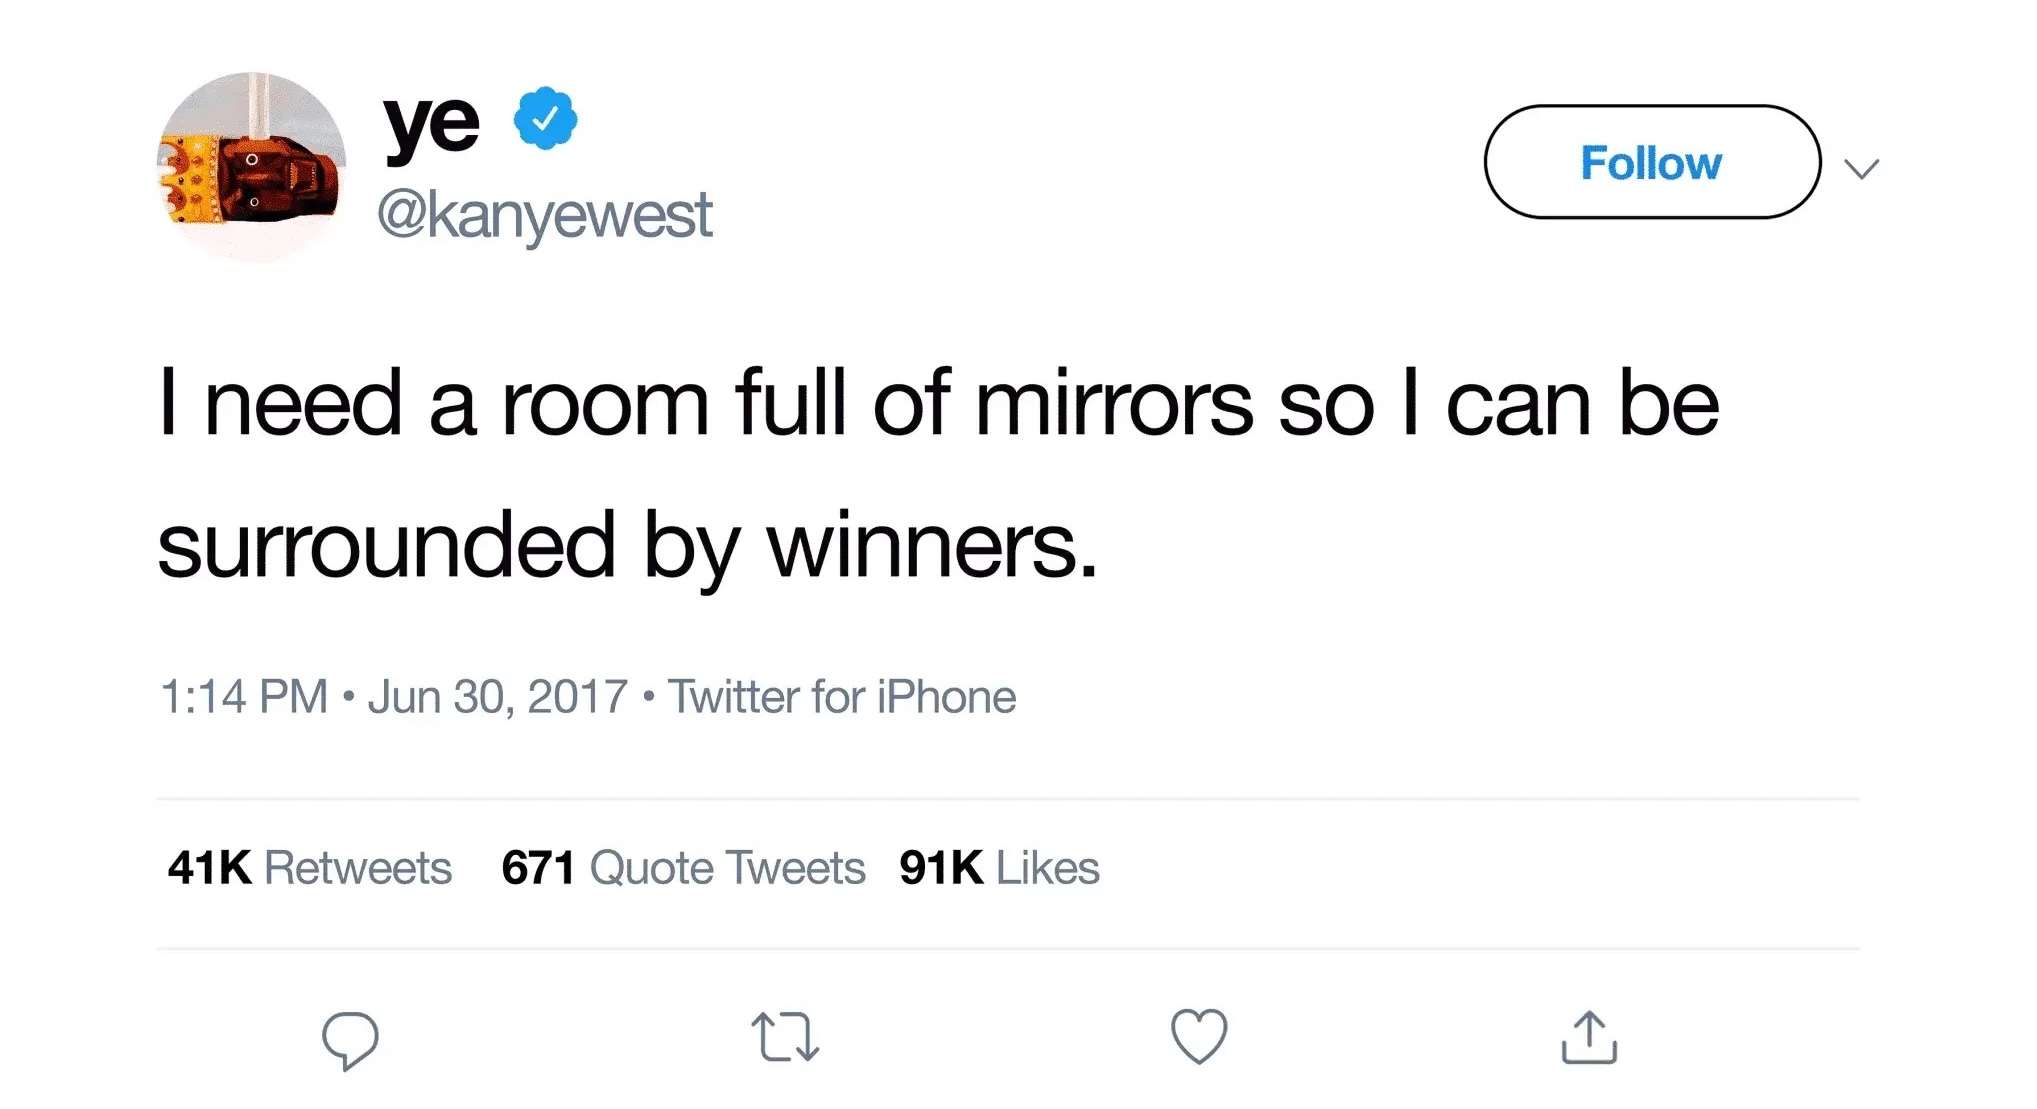 ye
@kanyewest
Follow
I need a room full of mirrors so I can be
surrounded by winners.
1:14 PM • Jun 30, 2017 • Twitter for iPhone
41K Retweets 671 Quote Tweets 91K Likes